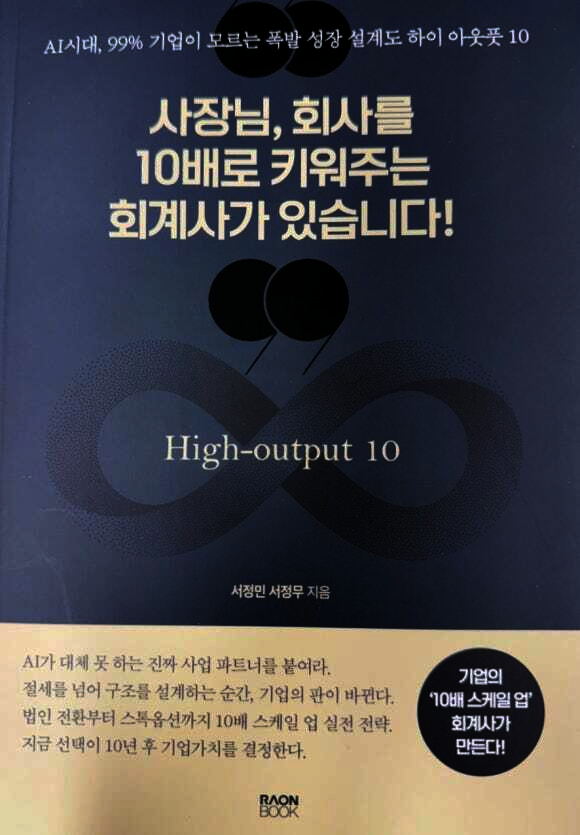 AI시대, 99% 기업이 모르는 폭발 성장 설계도 하이 아웃풋 10
사장님, 회사를
10배로 키워주는
회계사가 있습니다!
High-output 10
서정민 서정무 지음
AI가 대체 못 하는 진짜 사업 파트너를 붙여라.
절세를 넘어 구조를 설계하는 순간, 기업의 판이 바뀐다.
법인 전환부터 스톡옵션까지 10배 스케일 업 실전 전략.
지금 선택이 10년 후 기업가치를 결정한다.
기업의
‘10배 스케일 업’
회계사가
만든다!
RAON
BOOK